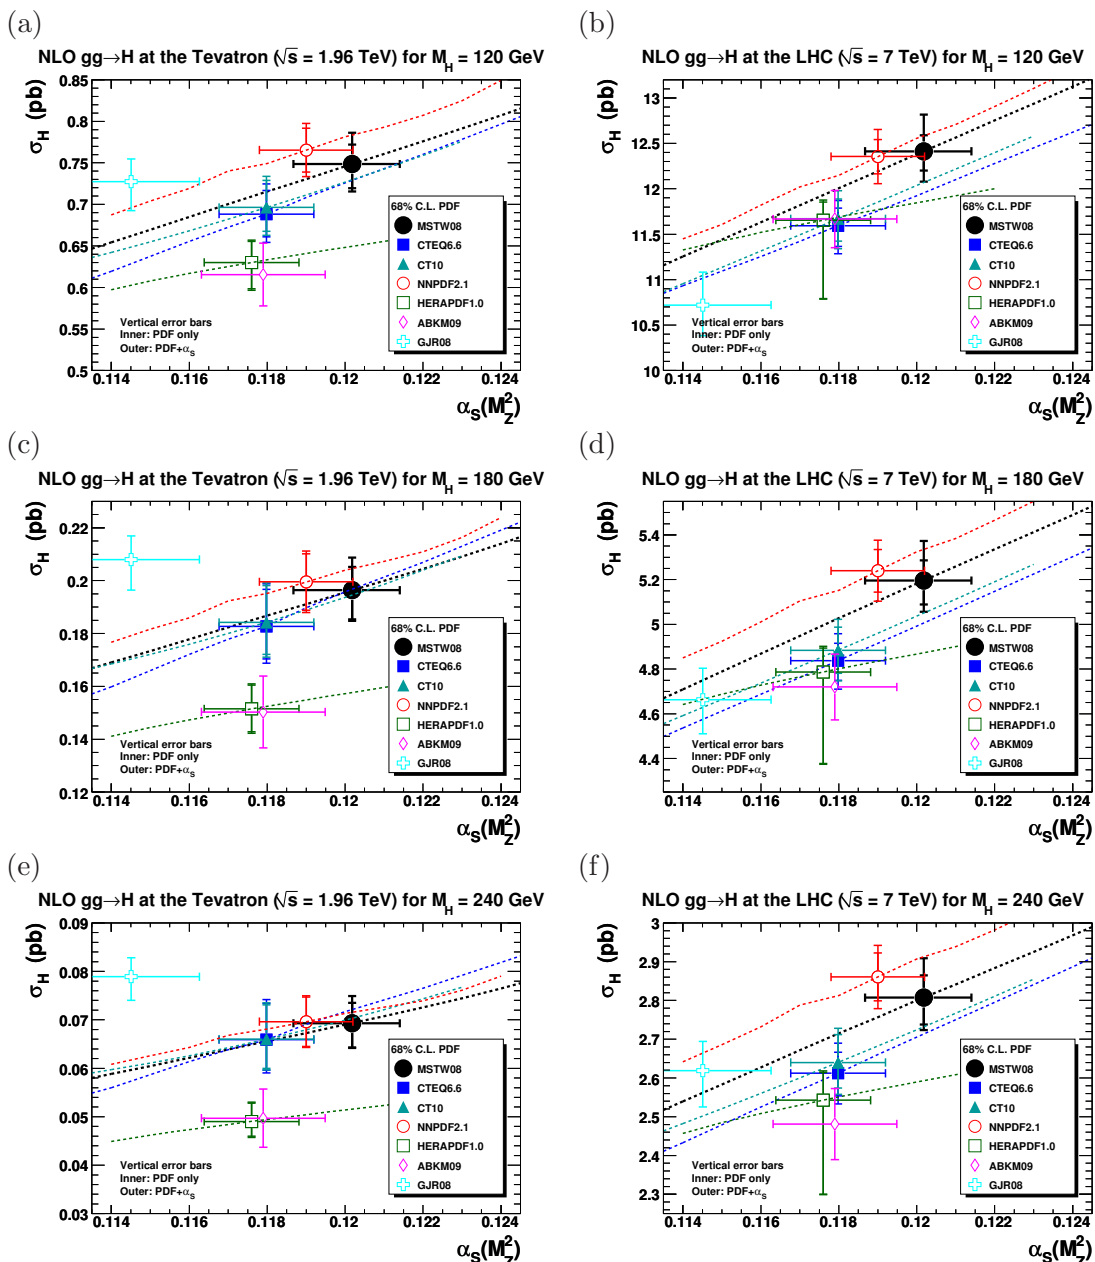 (a)
NLO gg→H at the Tevatron (√s = 1.96 TeV) for M_H = 120 GeV
σ_H (pb)
0.85
0.8
0.75
0.7
0.65
0.6
0.55
0.5
68% C.L. PDF
MSTW08
CTEQ6.6
CT10
NNPDF2.1
HERAPDF1.0
ABKM09
GJR08
Vertical error bars
Inner: PDF only
Outer: PDF+α_S
0.114 0.116 0.118 0.12 0.122 0.124
α_S(M_Z^2)
(b)
NLO gg→H at the LHC (√s = 7 TeV) for M_H = 120 GeV
σ_H (pb)
13
12.5
12
11.5
11
10.5
10
68% C.L. PDF
MSTW08
CTEQ6.6
CT10
NNPDF2.1
HERAPDF1.0
ABKM09
GJR08
Vertical error bars
Inner: PDF only
Outer: PDF+α_S
0.114 0.116 0.118 0.12 0.122 0.124
α_S(M_Z^2)
(c)
NLO gg→H at the Tevatron (√s = 1.96 TeV) for M_H = 180 GeV
σ_H (pb)
0.22
0.2
0.18
0.16
0.14
0.12
68% C.L. PDF
MSTW08
CTEQ6.6
CT10
NNPDF2.1
HERAPDF1.0
ABKM09
GJR08
Vertical error bars
Inner: PDF only
Outer: PDF+α_S
0.114 0.116 0.118 0.12 0.122 0.124
α_S(M_Z^2)
(d)
NLO gg→H at the LHC (√s = 7 TeV) for M_H = 180 GeV
σ_H (pb)
5.4
5.2
5
4.8
4.6
4.4
68% C.L. PDF
MSTW08
CTEQ6.6
CT10
NNPDF2.1
HERAPDF1.0
ABKM09
GJR08
Vertical error bars
Inner: PDF only
Outer: PDF+α_S
0.114 0.116 0.118 0.12 0.122 0.124
α_S(M_Z^2)
(e)
NLO gg→H at the Tevatron (√s = 1.96 TeV) for M_H = 240 GeV
σ_H (pb)
0.09
0.08
0.07
0.06
0.05
0.04
0.03
68% C.L. PDF
MSTW08
CTEQ6.6
CT10
NNPDF2.1
HERAPDF1.0
ABKM09
GJR08
Vertical error bars
Inner: PDF only
Outer: PDF+α_S
0.114 0.116 0.118 0.12 0.122 0.124
α_S(M_Z^2)
(f)
NLO gg→H at the LHC (√s = 7 TeV) for M_H = 240 GeV
σ_H (pb)
3
2.9
2.8
2.7
2.6
2.5
2.4
2.3
68% C.L. PDF
MSTW08
CTEQ6.6
CT10
NNPDF2.1
HERAPDF1.0
ABKM09
GJR08
Vertical error bars
Inner: PDF only
Outer: PDF+α_S
0.114 0.116 0.118 0.12 0.122 0.124
α_S(M_Z^2)